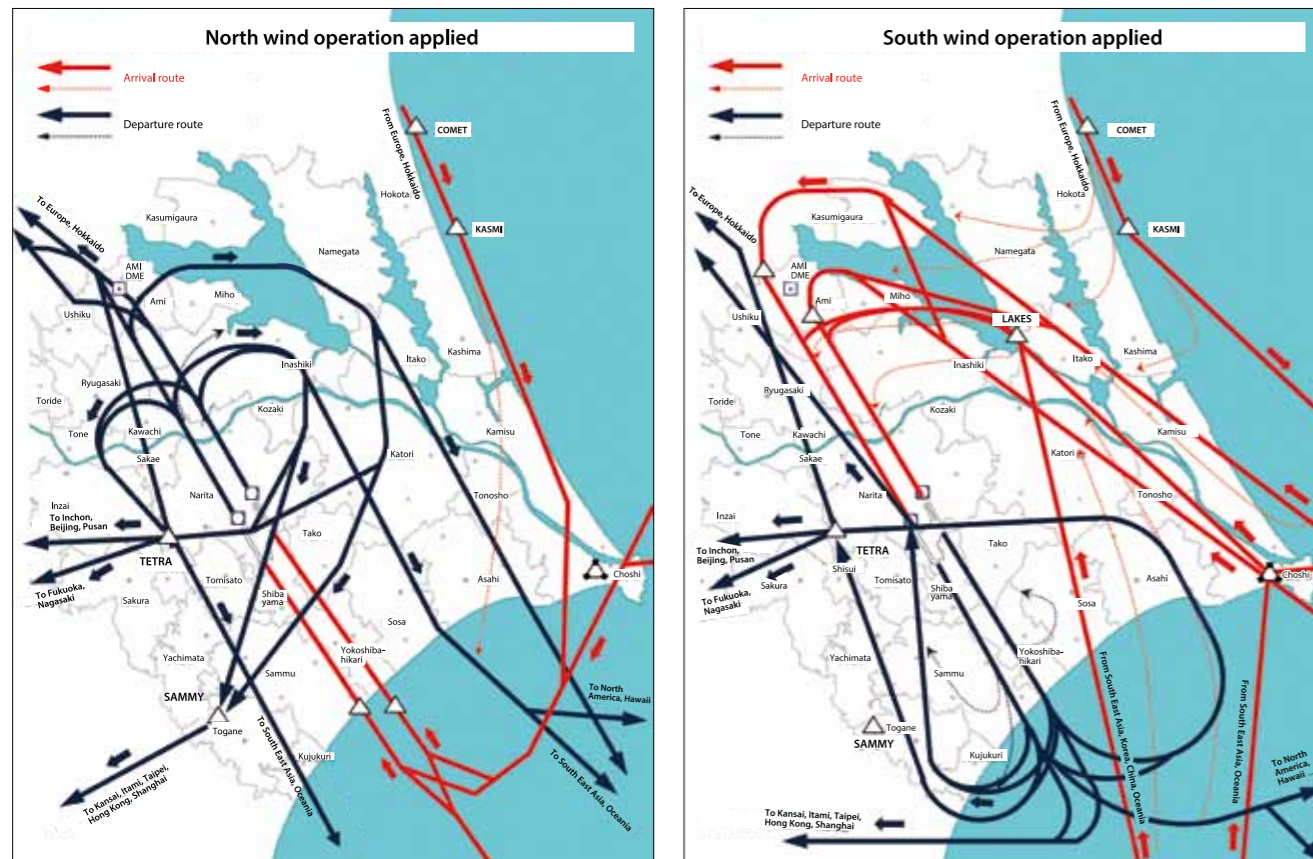 North wind operation applied
Arrival route
Departure route
COMET
From Europe, Hokkaido
Hokota
KASMI
Kasumigaura
To Europe, Hokkaido
Namegata
AMI
DME
Ami
Miho
Ushiku
Itako
Kashima
Inashiki
Ryugasaki
Toride
Kozaki
Kamisu
Tone
Kawachi
Sakae
Katori
Narita
Tonosho
Inzai
To Inchon,
Beijing, Pusan
Tako
TETRA
Choshi
To Fukuoka,
Nagasaki
Tomisato
Asahi
Sakura
Shiba
yama
Sosa
Yachimata
Yokoshiba-
hikari
Sammu
SAMMY
To North
America, Hawaii
Togane
Kujukuri
To South East Asia, Oceania
To South East Asia, Oceania
To Kansai, Itami, Taipei,
Hong Kong, Shanghai
South wind operation applied
Arrival route
Departure route
COMET
From Europe, Hokkaido
Hokota
KASMI
Kasumigaura
To Europe, Hokkaido
Namegata
AMI
DME
Ami
Miho
Ushiku
LAKES
Itako
Kashima
Inashiki
Ryugasaki
Toride
Kozaki
Kamisu
Tone
Kawachi
Sakae
Katori
Narita
Tonosho
Inzai
To Inchon,
Beijing, Pusan
TETRA
Tako
Shisui
Choshi
To Fukuoka,
Nagasaki
Sakura
Tomisato
Asahi
Shiba
yama
Sosa
Yachimata
Yokoshiba-
hikari
Sammu
SAMMY
Togane
Kujukuri
From South East Asia, Korea, China, Oceania
From South East Asia, Oceania
To North
America,
Hawaii
To Kansai, Itami, Taipei,
Hong Kong, Shanghai